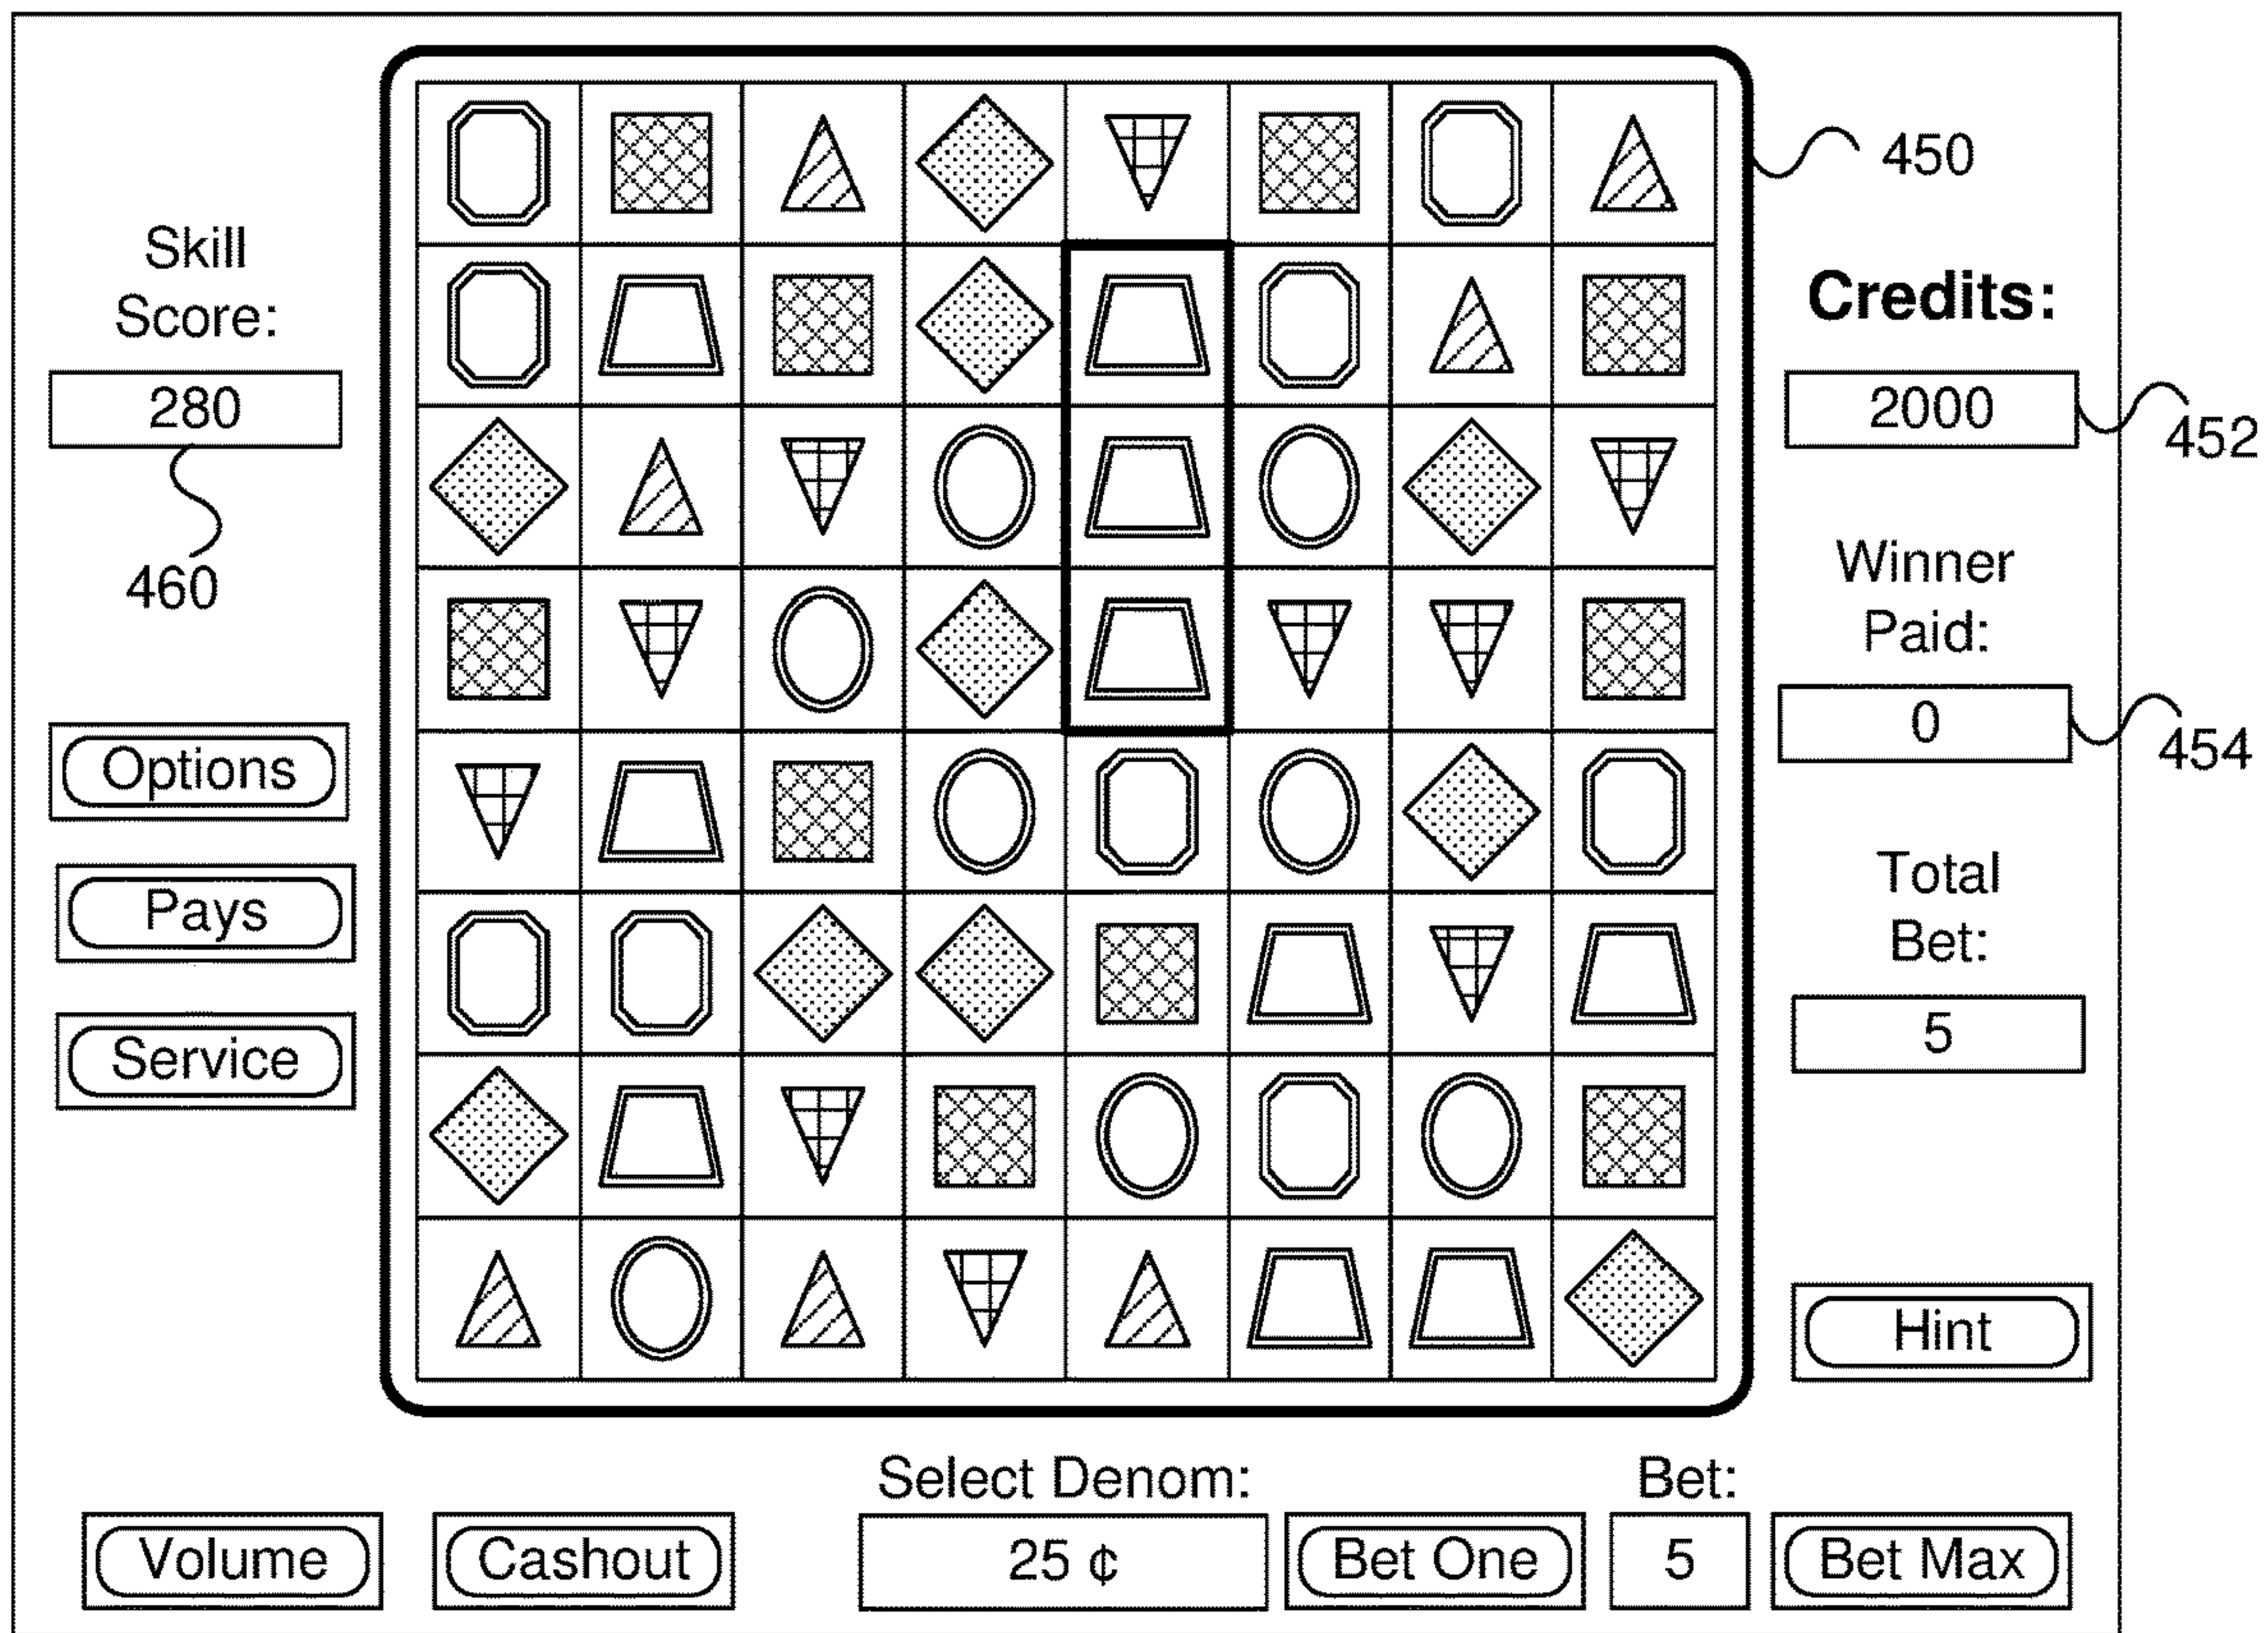 Skill
Score:
280
460
Options
Pays
Service
450
Credits:
2000
452
Winner
Paid:
0
454
Total
Bet:
5
Hint
Select Denom:
Bet:
Volume
Cashout
25 ¢
Bet One
5
Bet Max